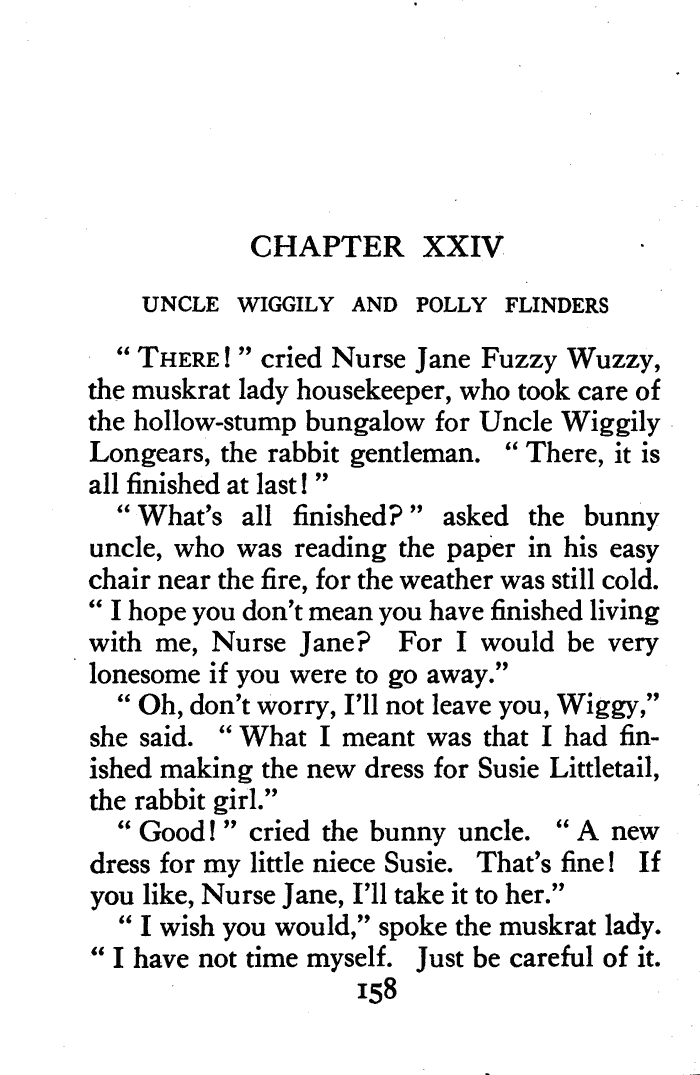 CHAPTER XXIV
UNCLE WIGGILY AND POLLY FLINDERS
“ THERE! ” cried Nurse Jane Fuzzy Wuzzy,
the muskrat lady housekeeper, who took care of
the hollow-stump bungalow for Uncle Wiggily
Longears, the rabbit gentleman. “ There, it is
all finished at last! ”
“ What’s all finished? ” asked the bunny
uncle, who was reading the paper in his easy
chair near the fire, for the weather was still cold.
“ I hope you don’t mean you have finished living
with me, Nurse Jane? For I would be very
lonesome if you were to go away.”
“ Oh, don’t worry, I’ll not leave you, Wiggy,”
she said. “ What I meant was that I had fin-
ished making the new dress for Susie Littletail,
the rabbit girl.”
“ Good! ” cried the bunny uncle. “ A new
dress for my little niece Susie. That’s fine! If
you like, Nurse Jane, I’ll take it to her.”
“ I wish you would,” spoke the muskrat lady.
“ I have not time myself. Just be careful of it.
158